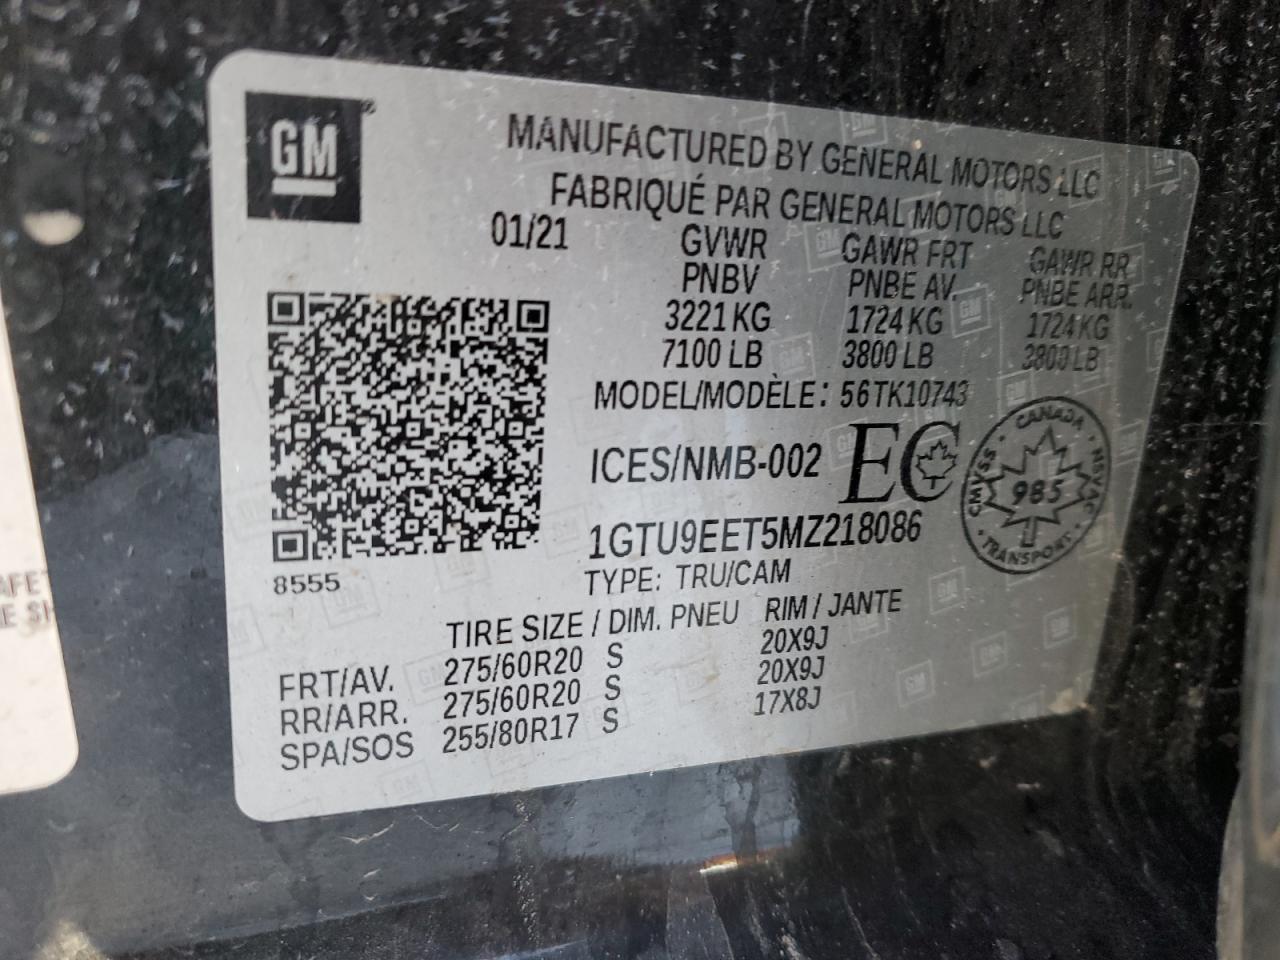 GM
MANUFACTURED BY GENERAL MOTORS LLC
FABRIQUÉ PAR GENERAL MOTORS LLC
01/21 GVWR GAWR FRT GAWR RR
PNBV PNBE AV. PNBE ARR.
3221 KG 1724 KG 1724 KG
7100 LB 3800 LB 3800 LB
MODEL/MODÈLE: 56TK10743
ICES/NMB-002 EC
CANADA
CMVSS 985 NSVAC
TRANSPORT
1GTU9EET5MZ218086
8555
TYPE: TRU/CAM
TIRE SIZE / DIM. PNEU RIM / JANTE
FRT/AV. 275/60R20 S 20X9J
RR/ARR. 275/60R20 S 20X9J
SPA/SOS 255/80R17 S 17X8J